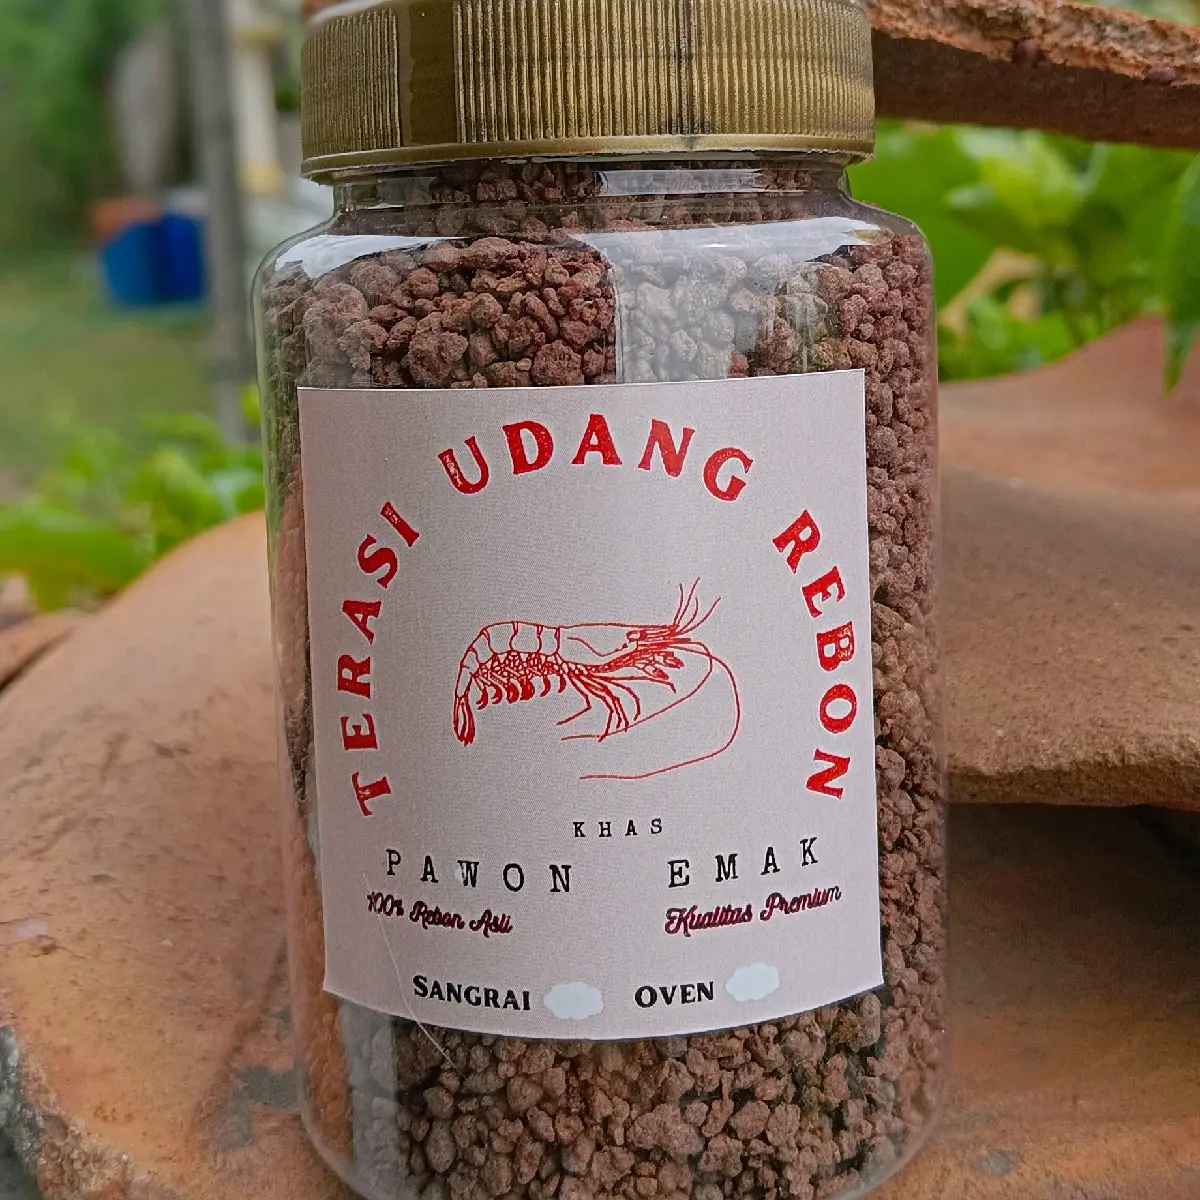 TERASI UDANG REBON
KHAS
PAWON EMAK
100% Rebon Asli Kualitas Premium
SANGRAI OVEN